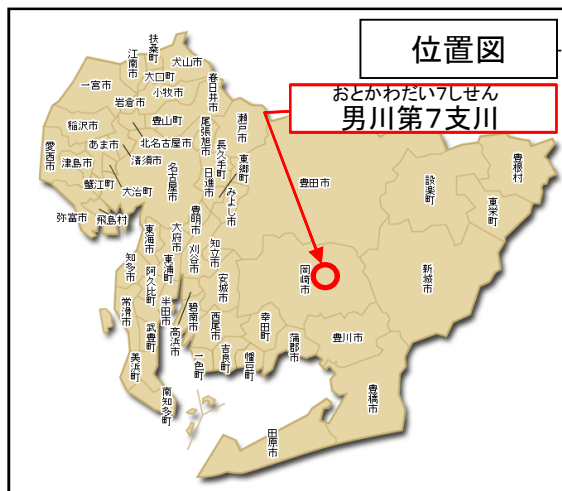 位置図
おとかわだい7しせん
男川第7支川
扶桑町
犬山市
江南市
大口町
一宮市
小牧市
春日井市
岩倉市
瀬戸市
稲沢市
豊山町
尾張旭市
愛西市
あま市
北名古屋市
長久手町
東郷町
津島市
清須市
名古屋市
日進市
みよし市
豊田市
設楽町
豊根村
東栄町
蟹江町
大治町
弥富市
飛島村
豊明市
東海市
大府市
知立市
刈谷市
知多市
東浦町
安城市
岡崎市
新城市
阿久比町
常滑市
半田市
碧南市
西尾市
幸田町
高浜市
武豊町
蒲郡市
豊川市
吉良町
幡豆町
一色町
美浜町
南知多町
豊橋市
田原市